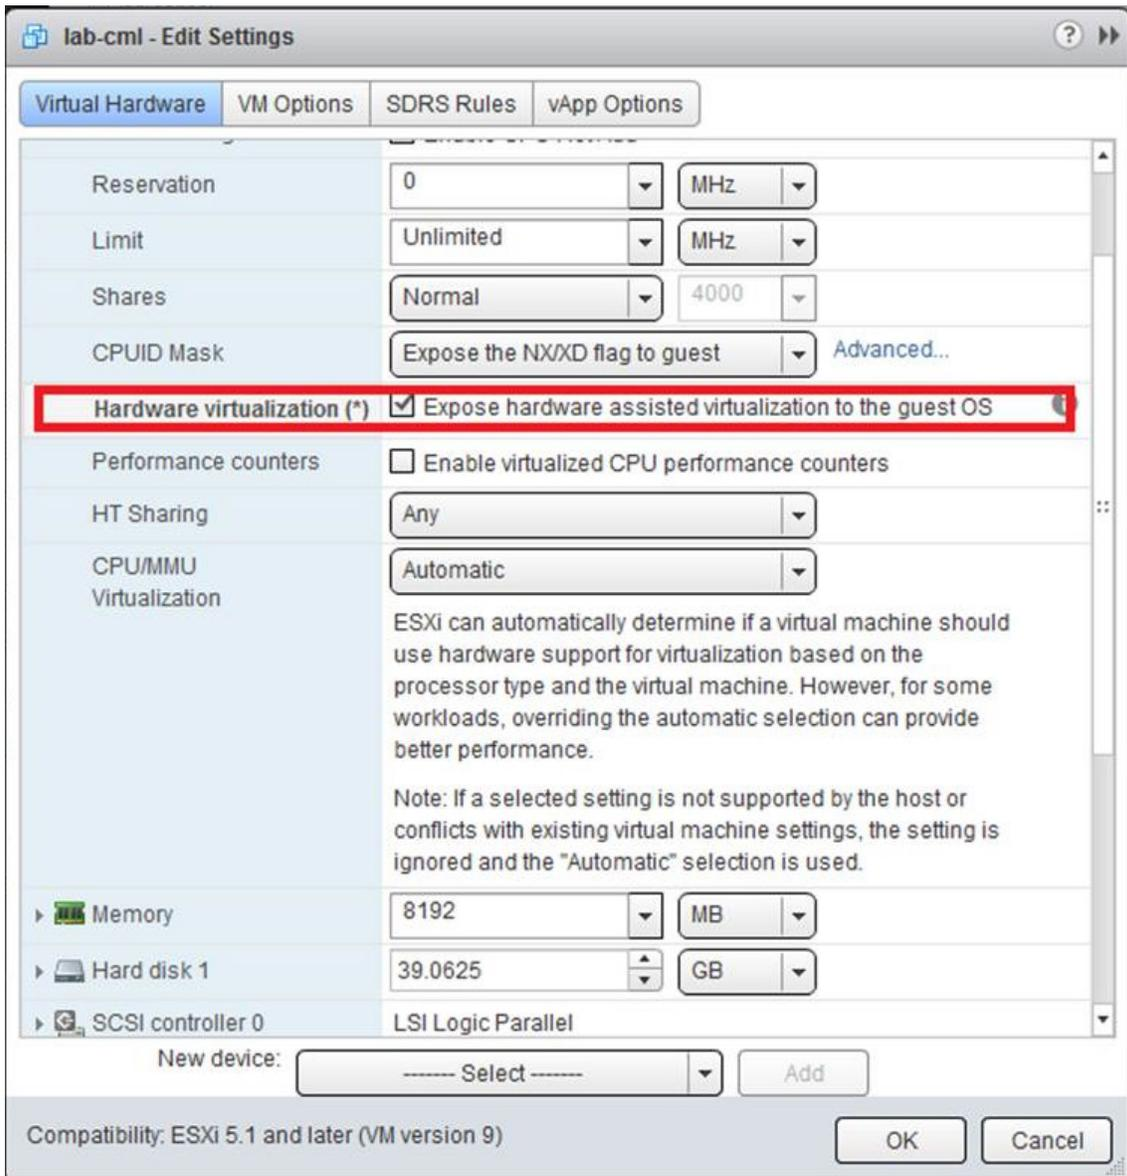 lab-cml - Edit Settings
Virtual Hardware VM Options SDRS Rules vApp Options
Reservation 0 MHz
Limit Unlimited MHz
Shares Normal 4000
CPUID Mask Expose the NX/XD flag to guest Advanced...
Hardware virtualization (*) Expose hardware assisted virtualization to the guest OS
Performance counters Enable virtualized CPU performance counters
HT Sharing Any
CPU/MMU Automatic
Virtualization
ESXi can automatically determine if a virtual machine should
use hardware support for virtualization based on the
processor type and the virtual machine. However, for some
workloads, overriding the automatic selection can provide
better performance.
Note: If a selected setting is not supported by the host or
conflicts with existing virtual machine settings, the setting is
ignored and the "Automatic" selection is used.
Memory 8192 MB
Hard disk 1 39.0625 GB
SCSI controller 0 LSI Logic Parallel
New device: ------- Select ------- Add
Compatibility: ESXi 5.1 and later (VM version 9) OK Cancel